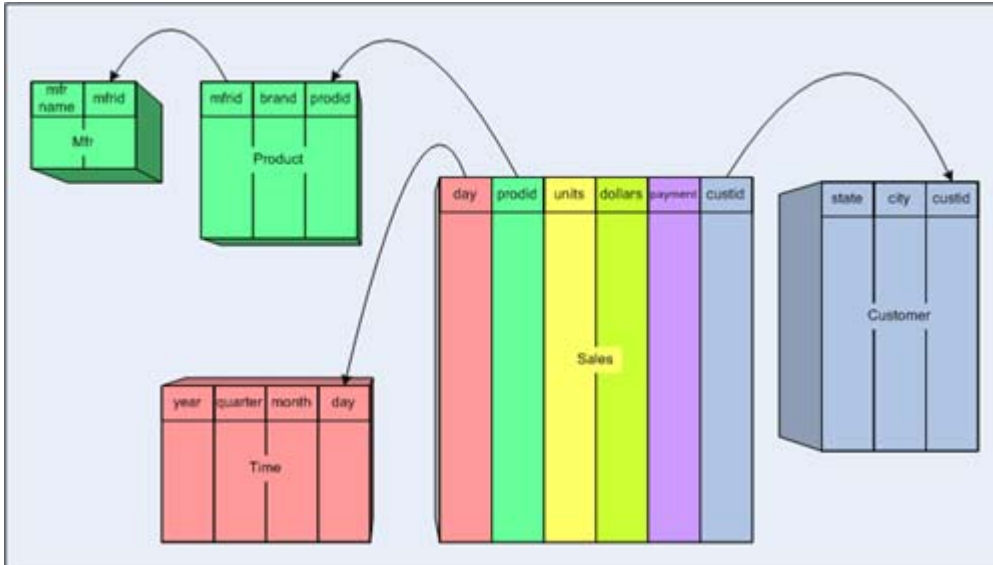 mfr
name
mfrid
Mfr
mfrid brand prodid
Product
day prodid units dollars payment custid
Sales
state city custid
Customer
year quarter month day
Time